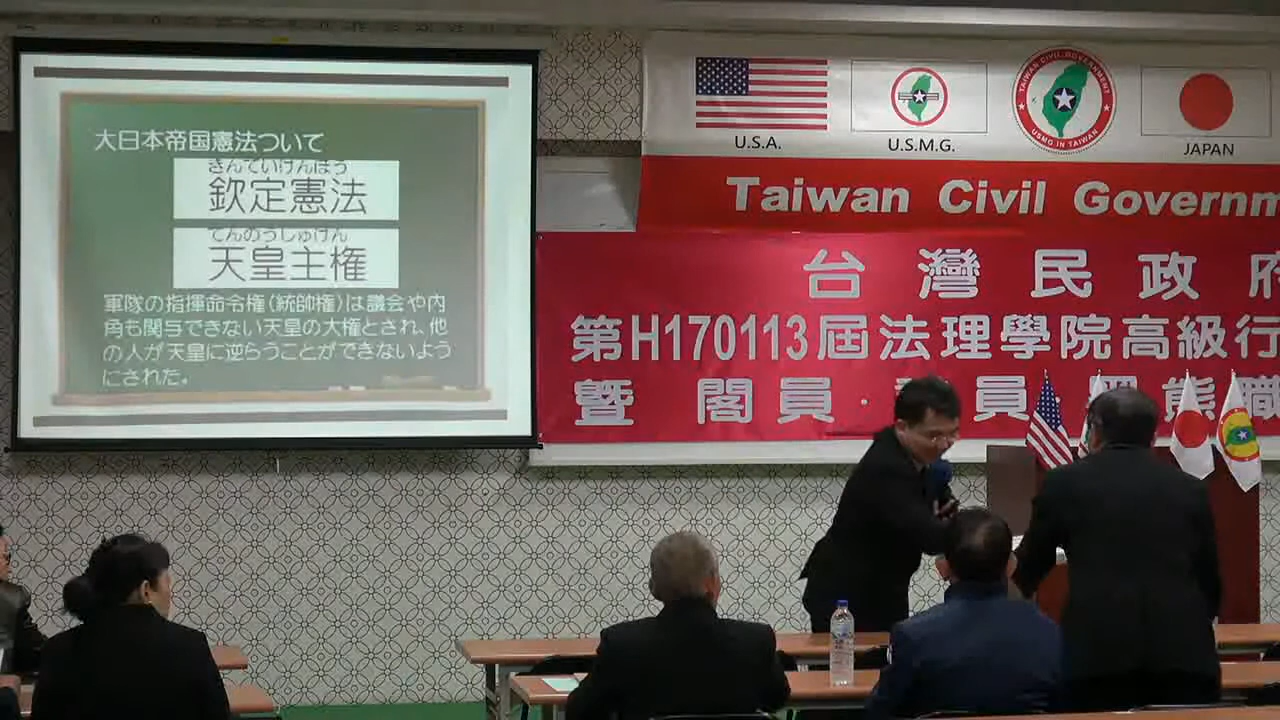 大日本帝国憲法ついて
きんていけんぽう
欽定憲法
てんのうしゅけん
天皇主権
軍隊の指揮命令権(統帥権)は議会や内
角も関与できない天皇の大権とされ、他
の人が天皇に逆らうことができないよう
にされた。
U.S.A.
U.S.M.G.
TAIWAN CIVIL GOVERNMENT
USMG IN TAIWAN
JAPAN
Taiwan Civil Governm
台灣民政府
第H170113屆法理學院高級行
暨閣員·員·熊職